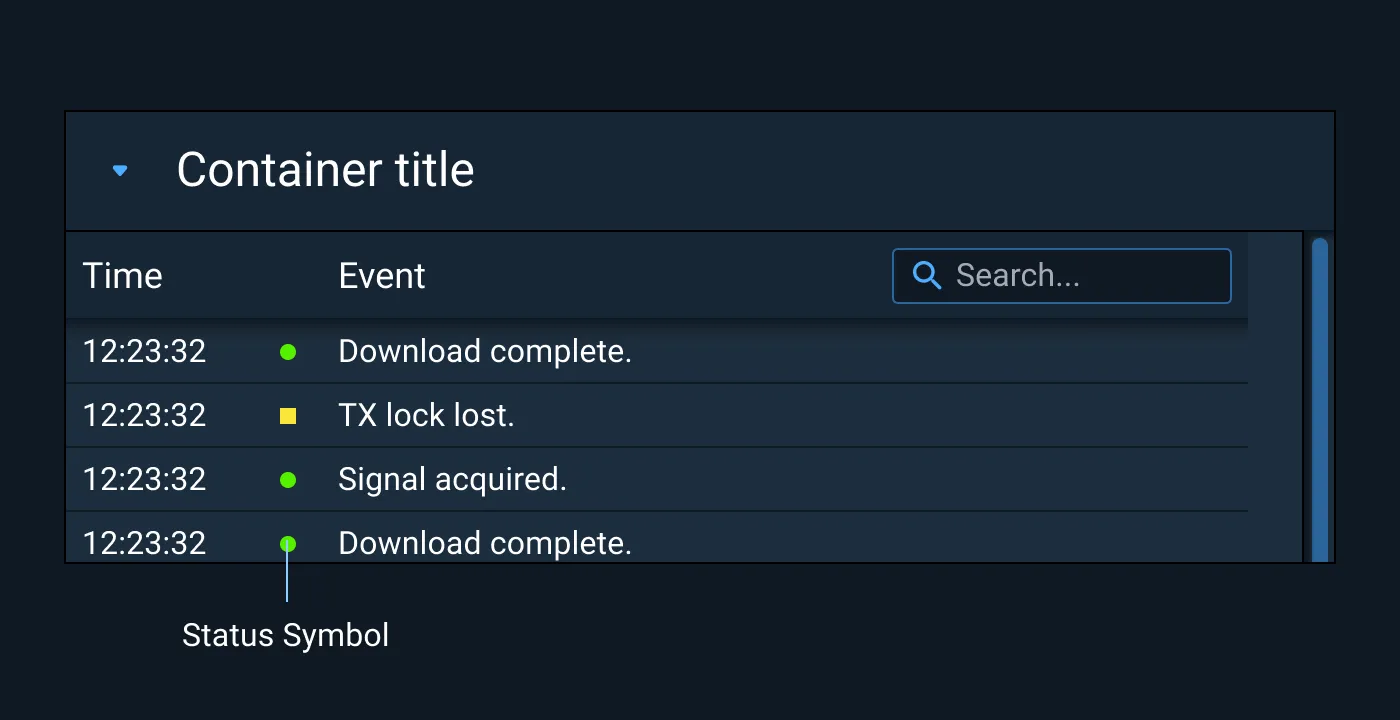 Container title
Time Event Search...
12:23:32 Download complete.
12:23:32 TX lock lost.
12:23:32 Signal acquired.
12:23:32 Download complete.
Status Symbol